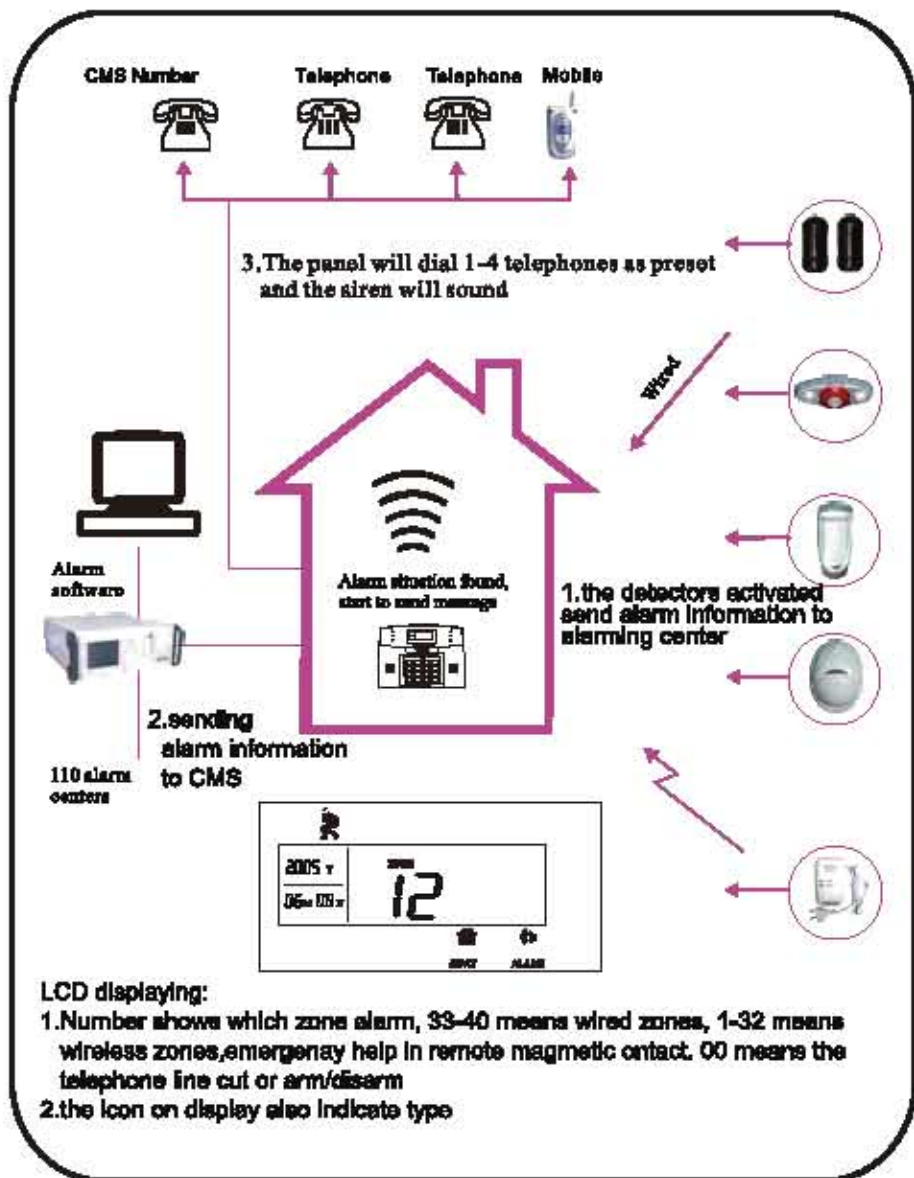 CMS Number
Telephone
Telephone
Mobile
3.The panel will dial 1-4 telephones as preset
and the siren will sound
Wired
Alarm
software
Alarm situation found,
start to send message
1.the detectors activated
send alarm information to
alarming center
2.sending
alarm information
to CMS
110 alarm
centers
2005 Y
06M 09
12
ALARM
LCD displaying:
1.Number shows which zone alarm, 33-40 means wired zones, 1-32 means
wireless zones,emergenay help in remote magmetic ontact. 00 means the
telephone line cut or arm/disarm
2.the icon on display also indicate type